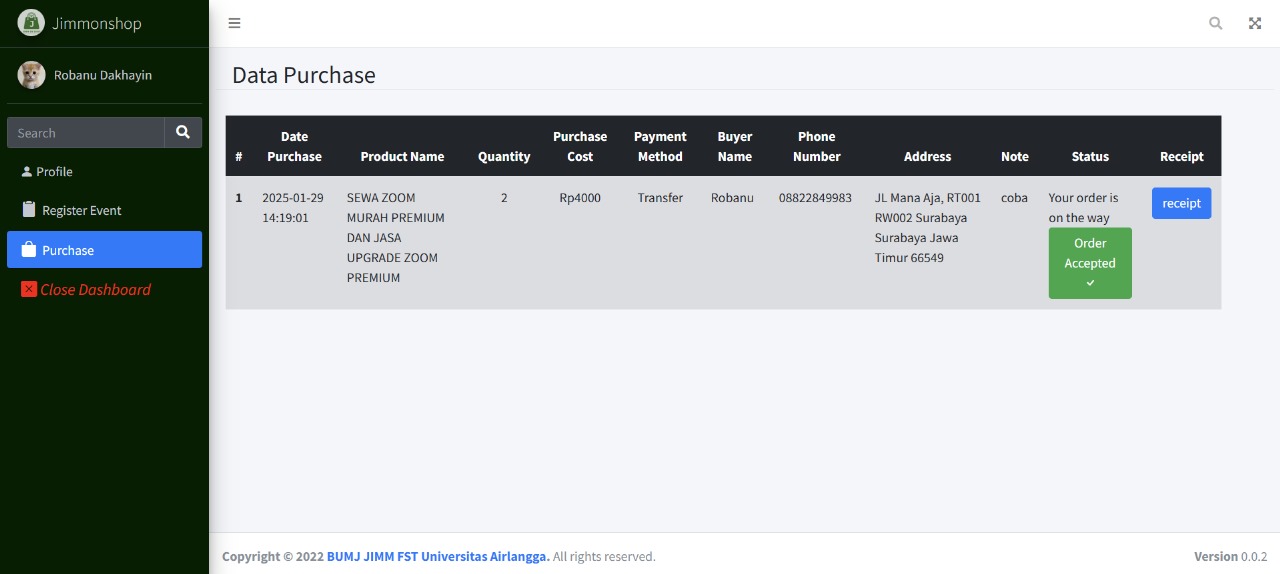 Jimmonshop
Robanu Dakhayin
Search
Profile
Register Event
Purchase
Close Dashboard
Data Purchase
# Date Purchase Product Name Quantity Purchase Cost Payment Method Buyer Name Phone Number Address Note Status Receipt
1 2025-01-29 14:19:01
SEWA ZOOM
MURAH PREMIUM
DAN JASA
UPGRADE ZOOM
PREMIUM
2
Rp4000
Transfer
Robanu
08822849983
JL Mana Aja, RT001
RW002 Surabaya
Surabaya Jawa
Timur 66549
coba
Your order is
on the way
Order
Accepted
✓
receipt
Copyright © 2022 BUMJ JIMM FST Universitas Airlangga. All rights reserved.
Version 0.0.2